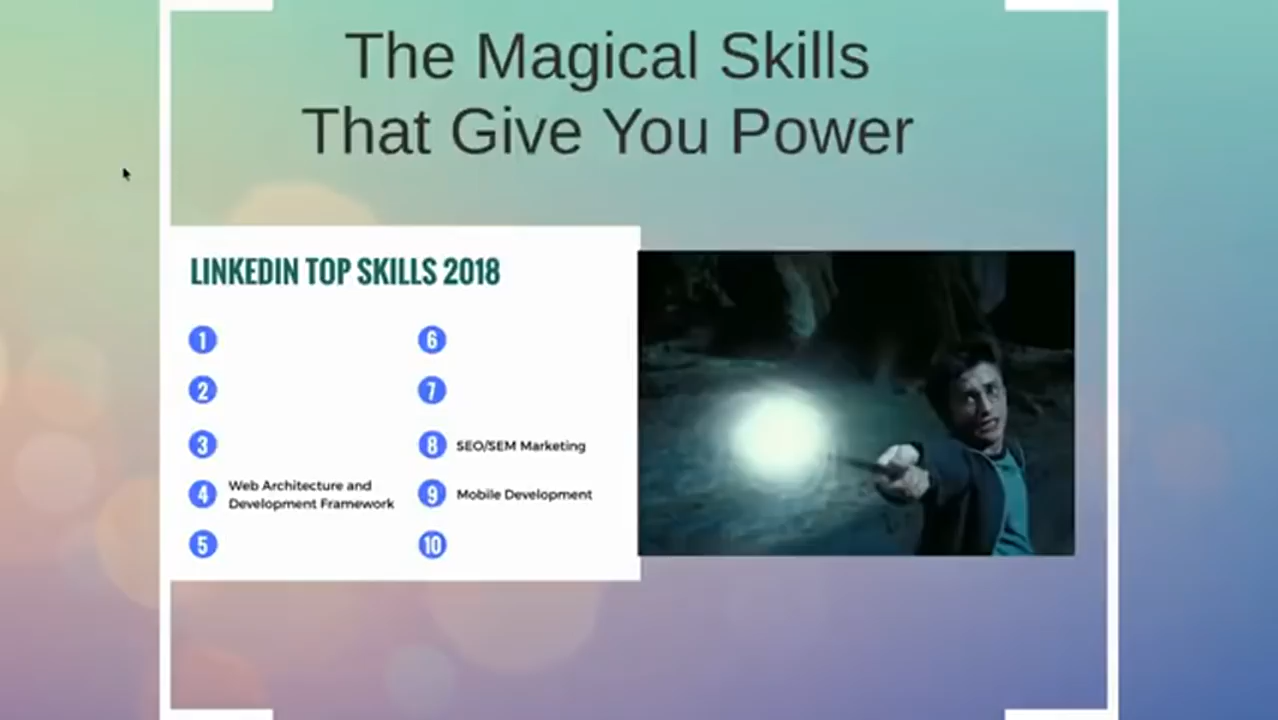 The Magical Skills
That Give You Power
LINKEDIN TOP SKILLS 2018
1
2
3
4 Web Architecture and
Development Framework
5
6
7
8 SEO/SEM Marketing
9 Mobile Development
10